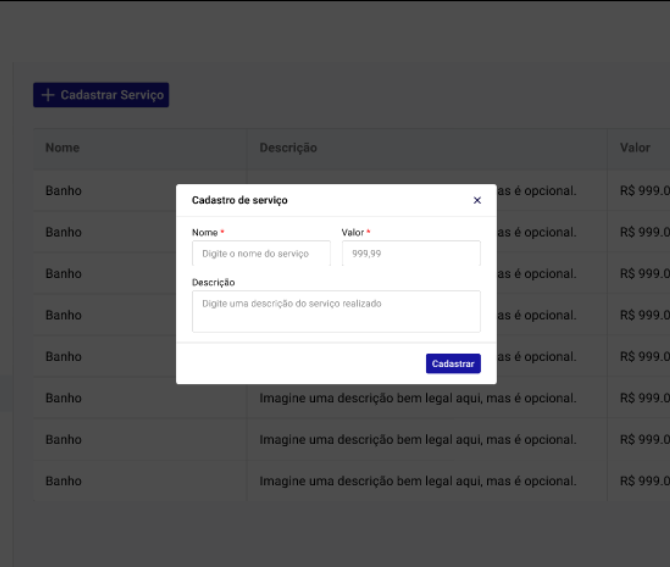 + Cadastrar Serviço
Nome Descrição Valor
Banho as é opcional. R$ 999.0
Cadastro de serviço
Nome * Valor *
Digite o nome do serviço 999,99
Descrição
Digite uma descrição do serviço realizado
Cadastrar
Banho as é opcional. R$ 999.0
Banho as é opcional. R$ 999.0
Banho as é opcional. R$ 999.0
Banho as é opcional. R$ 999.0
Banho Imagine uma descrição bem legal aqui, mas é opcional. R$ 999.0
Banho Imagine uma descrição bem legal aqui, mas é opcional. R$ 999.0
Banho Imagine uma descrição bem legal aqui, mas é opcional. R$ 999.0